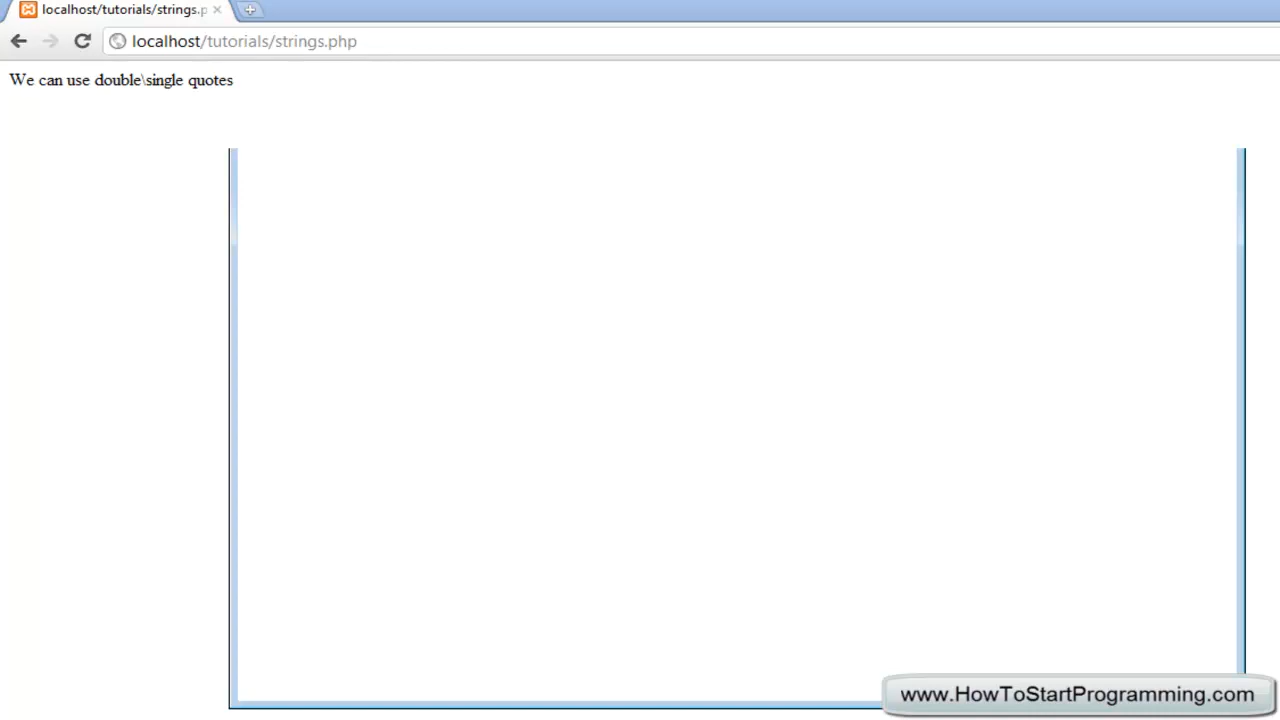 localhost/tutorials/strings.p
localhost/tutorials/strings.php
We can use double\single quotes
www.HowToStartProgramming.com